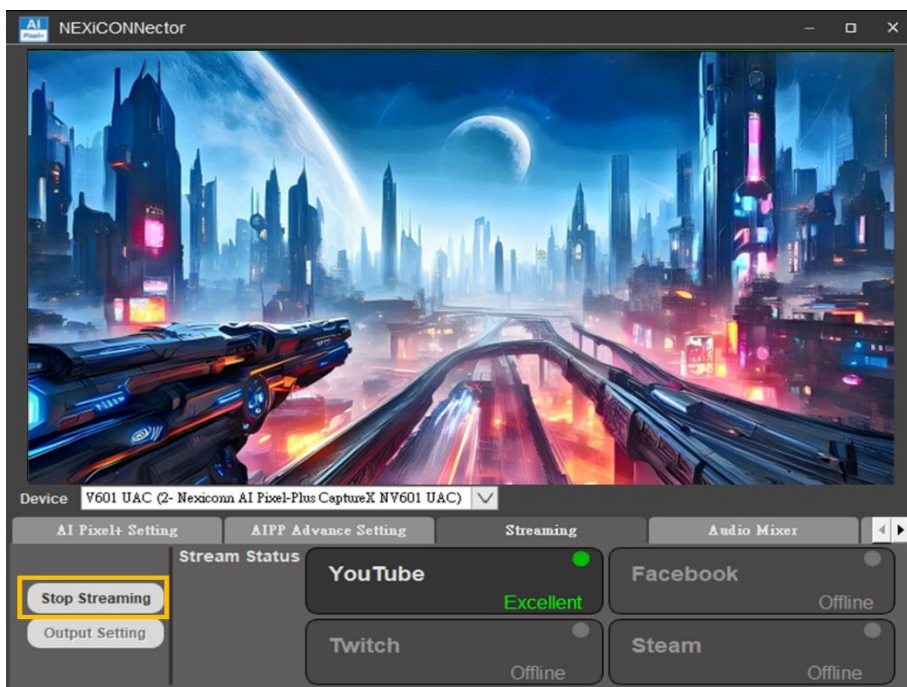 AI
Pixel+
NEXiCONNector
Device V601 UAC (2- Nexiconn AI Pixel-Plus CaptureX NV601 UAC)
AI Pixel+ Setting AIPP Advance Setting Streaming Audio Mixer
Stream Status
YouTube
Excellent
Facebook
Offline
Stop Streaming
Output Setting
Twitch
Offline
Steam
Offline